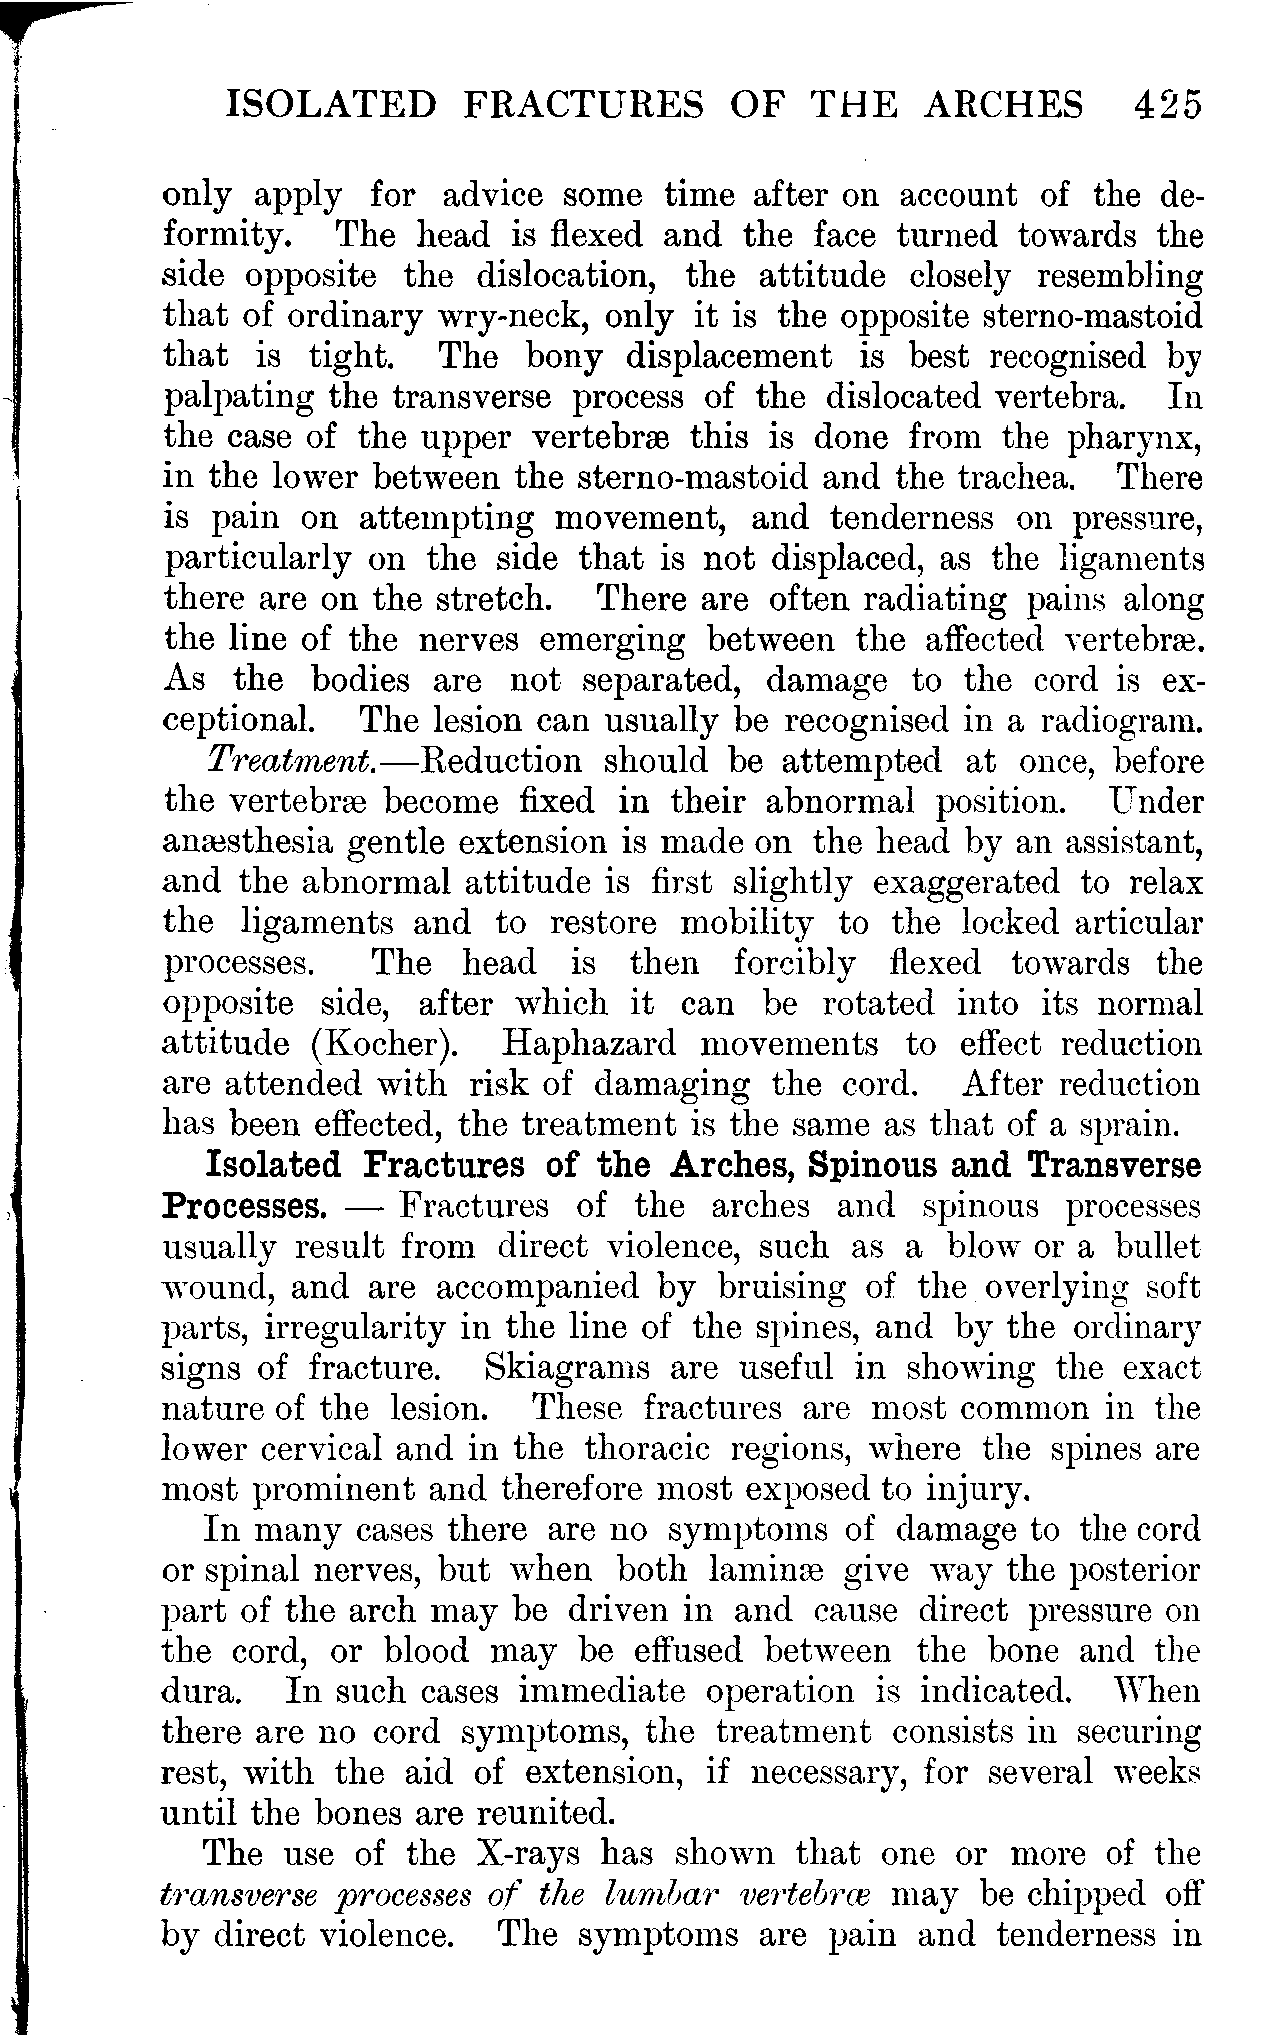 ISOLATED FRACTURES OF THE ARCHES 425
only apply for advice some time after on account of the de-
formity. The head is flexed and the face turned towards the
side opposite the dislocation, the attitude closely resembling
that of ordinary wry-neck, only it is the opposite sterno-mastoid
that is tight. The bony displacement is best recognised by
palpating the transverse process of the dislocated vertebra. In
the case of the upper vertebræ this is done from the pharynx,
in the lower between the sterno-mastoid and the trachea. There
is pain on attempting movement, and tenderness on pressure,
particularly on the side that is not displaced, as the ligaments
there are on the stretch. There are often radiating pains along
the line of the nerves emerging between the affected vertebræ.
As the bodies are not separated, damage to the cord is ex-
ceptional. The lesion can usually be recognised in a radiogram.
Treatment.—Reduction should be attempted at once, before
the vertebræ become fixed in their abnormal position. Under
anæsthesia gentle extension is made on the head by an assistant,
and the abnormal attitude is first slightly exaggerated to relax
the ligaments and to restore mobility to the locked articular
processes. The head is then forcibly flexed towards the
opposite side, after which it can be rotated into its normal
attitude (Kocher). Haphazard movements to effect reduction
are attended with risk of damaging the cord. After reduction
has been effected, the treatment is the same as that of a sprain.
Isolated Fractures of the Arches, Spinous and Transverse
Processes. — Fractures of the arches and spinous processes
usually result from direct violence, such as a blow or a bullet
wound, and are accompanied by bruising of the overlying soft
parts, irregularity in the line of the spines, and by the ordinary
signs of fracture. Skiagrams are useful in showing the exact
nature of the lesion. These fractures are most common in the
lower cervical and in the thoracic regions, where the spines are
most prominent and therefore most exposed to injury.
In many cases there are no symptoms of damage to the cord
or spinal nerves, but when both laminæ give way the posterior
part of the arch may be driven in and cause direct pressure on
the cord, or blood may be effused between the bone and the
dura. In such cases immediate operation is indicated. When
there are no cord symptoms, the treatment consists in securing
rest, with the aid of extension, if necessary, for several weeks
until the bones are reunited.
The use of the X-rays has shown that one or more of the
transverse processes of the lumbar vertebræ may be chipped off
by direct violence. The symptoms are pain and tenderness in